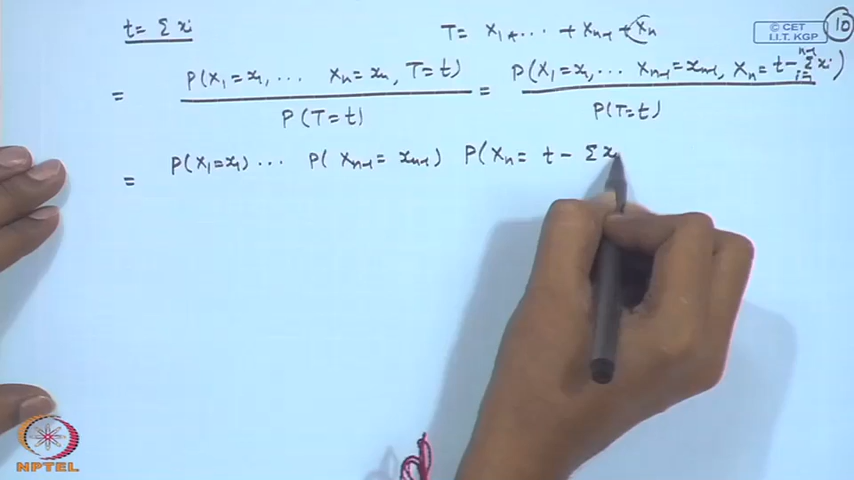 t = Σ xi T = X1 + ··· + Xn-1 + Xn
© CET
I.I.T. KGP
10
= P(X1 = x1, ... Xn = xn, T = t) / P(T = t) = P(X1 = x1, ... Xn-1 = xn-1, Xn = t - Σ_{i=1}^{n-1} xi) / P(T = t)
= P(X1 = x1) ... P(Xn-1 = xn-1) P(Xn = t - Σ xi
NPTEL